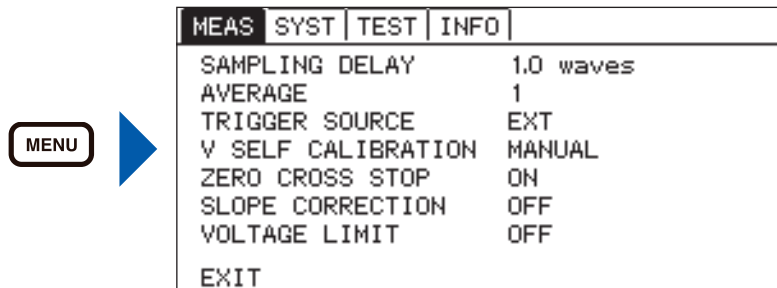 MEAS SYST TEST INFO
SAMPLING DELAY 1.0 waves
AVERAGE 1
TRIGGER SOURCE EXT
MENU
V SELF CALIBRATION MANUAL
ZERO CROSS STOP ON
SLOPE CORRECTION OFF
VOLTAGE LIMIT OFF
EXIT